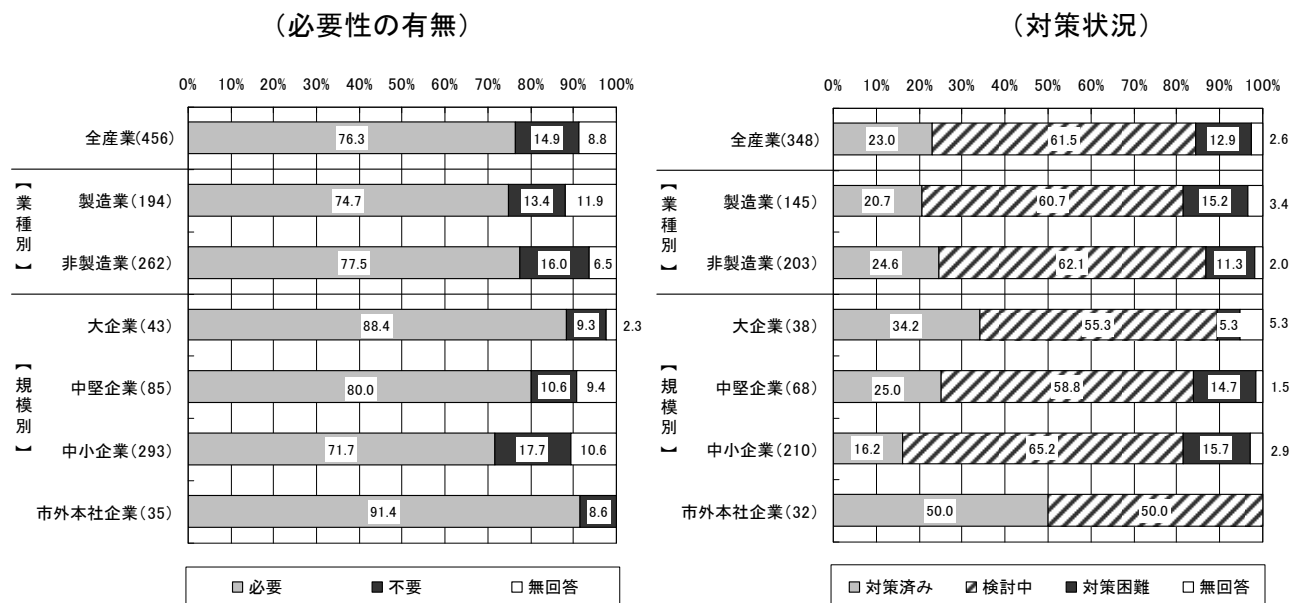 (必要性の有無)
0% 10% 20% 30% 40% 50% 60% 70% 80% 90% 100%
全産業(456) 76.3 14.9 8.8
【業種別】
製造業(194) 74.7 13.4 11.9
非製造業(262) 77.5 16.0 6.5
【規模別】
大企業(43) 88.4 9.3 2.3
中堅企業(85) 80.0 10.6 9.4
中小企業(293) 71.7 17.7 10.6
市外本社企業(35) 91.4 8.6
必要 不要 無回答
(対策状況)
0% 10% 20% 30% 40% 50% 60% 70% 80% 90% 100%
全産業(348) 23.0 61.5 12.9 2.6
【業種別】
製造業(145) 20.7 60.7 15.2 3.4
非製造業(203) 24.6 62.1 11.3 2.0
【規模別】
大企業(38) 34.2 55.3 5.3 5.3
中堅企業(68) 25.0 58.8 14.7 1.5
中小企業(210) 16.2 65.2 15.7 2.9
市外本社企業(32) 50.0 50.0
対策済み 検討中 対策困難 無回答